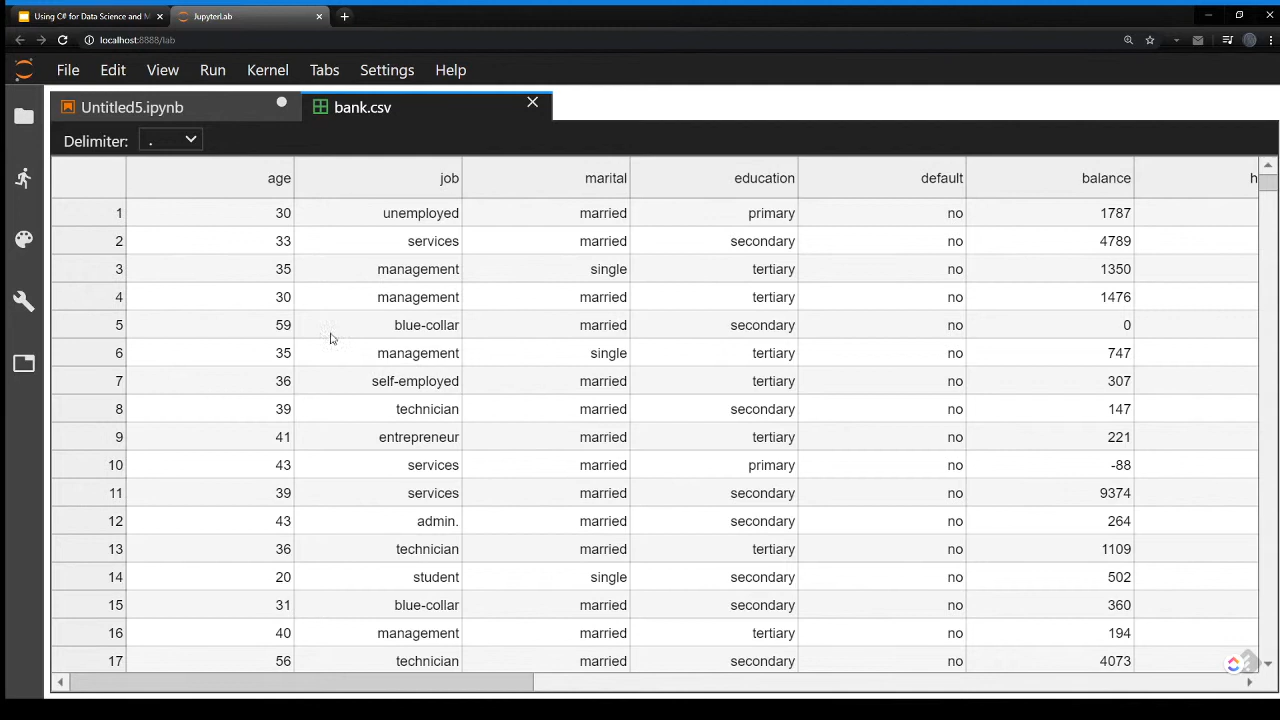 Using C# for Data Science and M
JupyterLab
localhost:8888/lab
File Edit View Run Kernel Tabs Settings Help
Untitled5.ipynb bank.csv
Delimiter: ,
age job marital education default balance h
1 30 unemployed married primary no 1787
2 33 services married secondary no 4789
3 35 management single tertiary no 1350
4 30 management married tertiary no 1476
5 59 blue-collar married secondary no 0
6 35 management single tertiary no 747
7 36 self-employed married tertiary no 307
8 39 technician married secondary no 147
9 41 entrepreneur married tertiary no 221
10 43 services married primary no -88
11 39 services married secondary no 9374
12 43 admin. married secondary no 264
13 36 technician married tertiary no 1109
14 20 student single secondary no 502
15 31 blue-collar married secondary no 360
16 40 management married tertiary no 194
17 56 technician married secondary no 4073